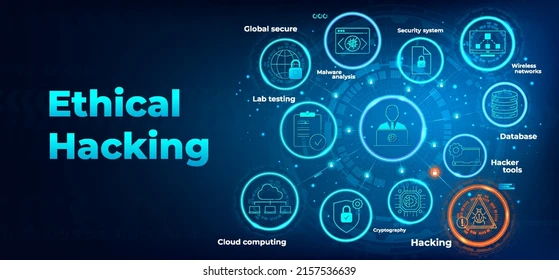 Ethical
Hacking
Global secure
Malware
analysis
Security system
Wireless
networks
Lab testing
Database
Hacker
tools
Cloud computing
Cryptography
Hacking
shutterstock.com · 2157536639